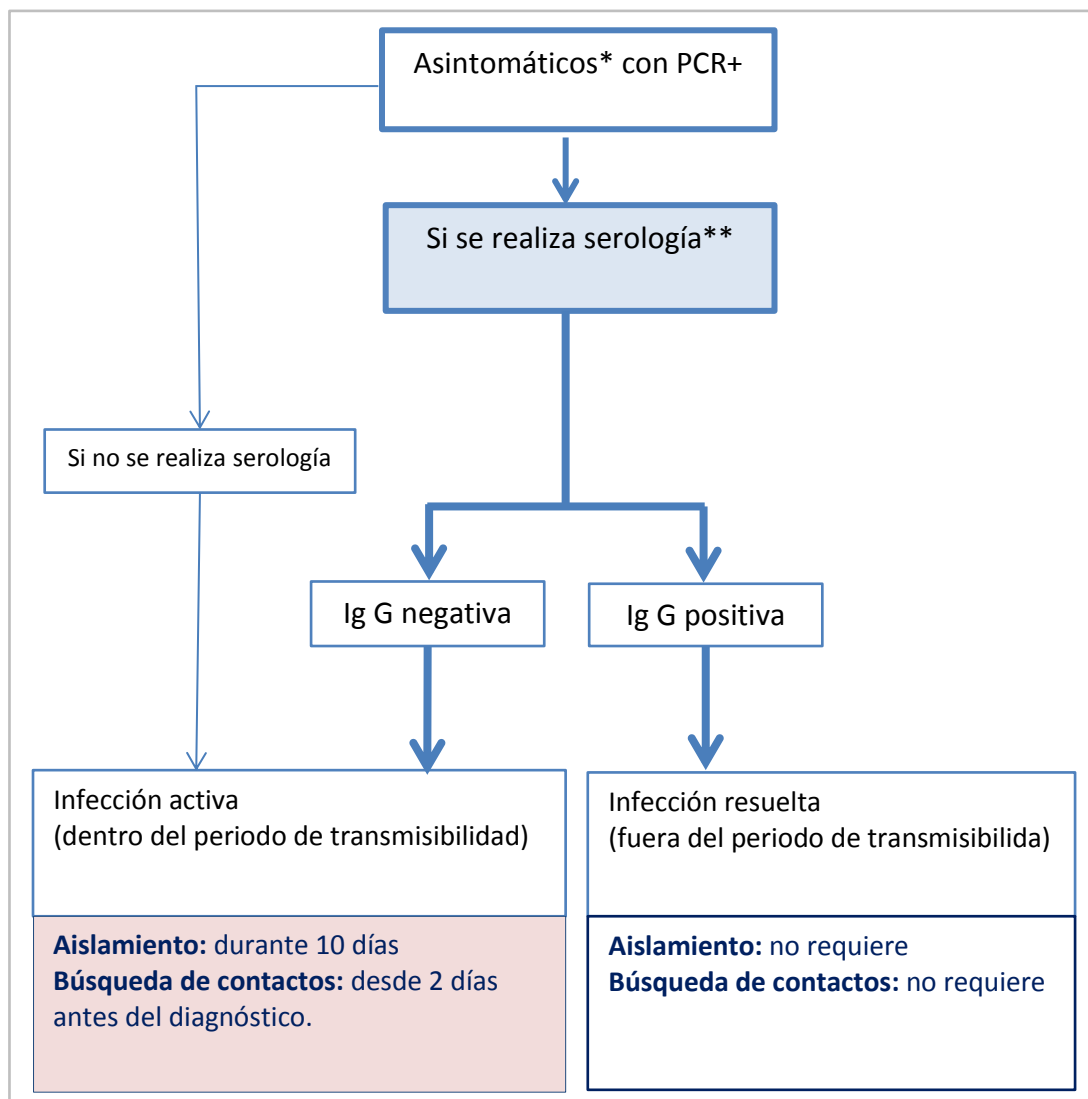 Asintomáticos* con PCR+
Si se realiza serología**
Si no se realiza serología
Ig G negativa
Ig G positiva
Infección activa
(dentro del periodo de transmisibilidad)
Aislamiento: durante 10 días
Búsqueda de contactos: desde 2 días
antes del diagnóstico.
Infección resuelta
(fuera del periodo de transmisibilida)
Aislamiento: no requiere
Búsqueda de contactos: no requiere